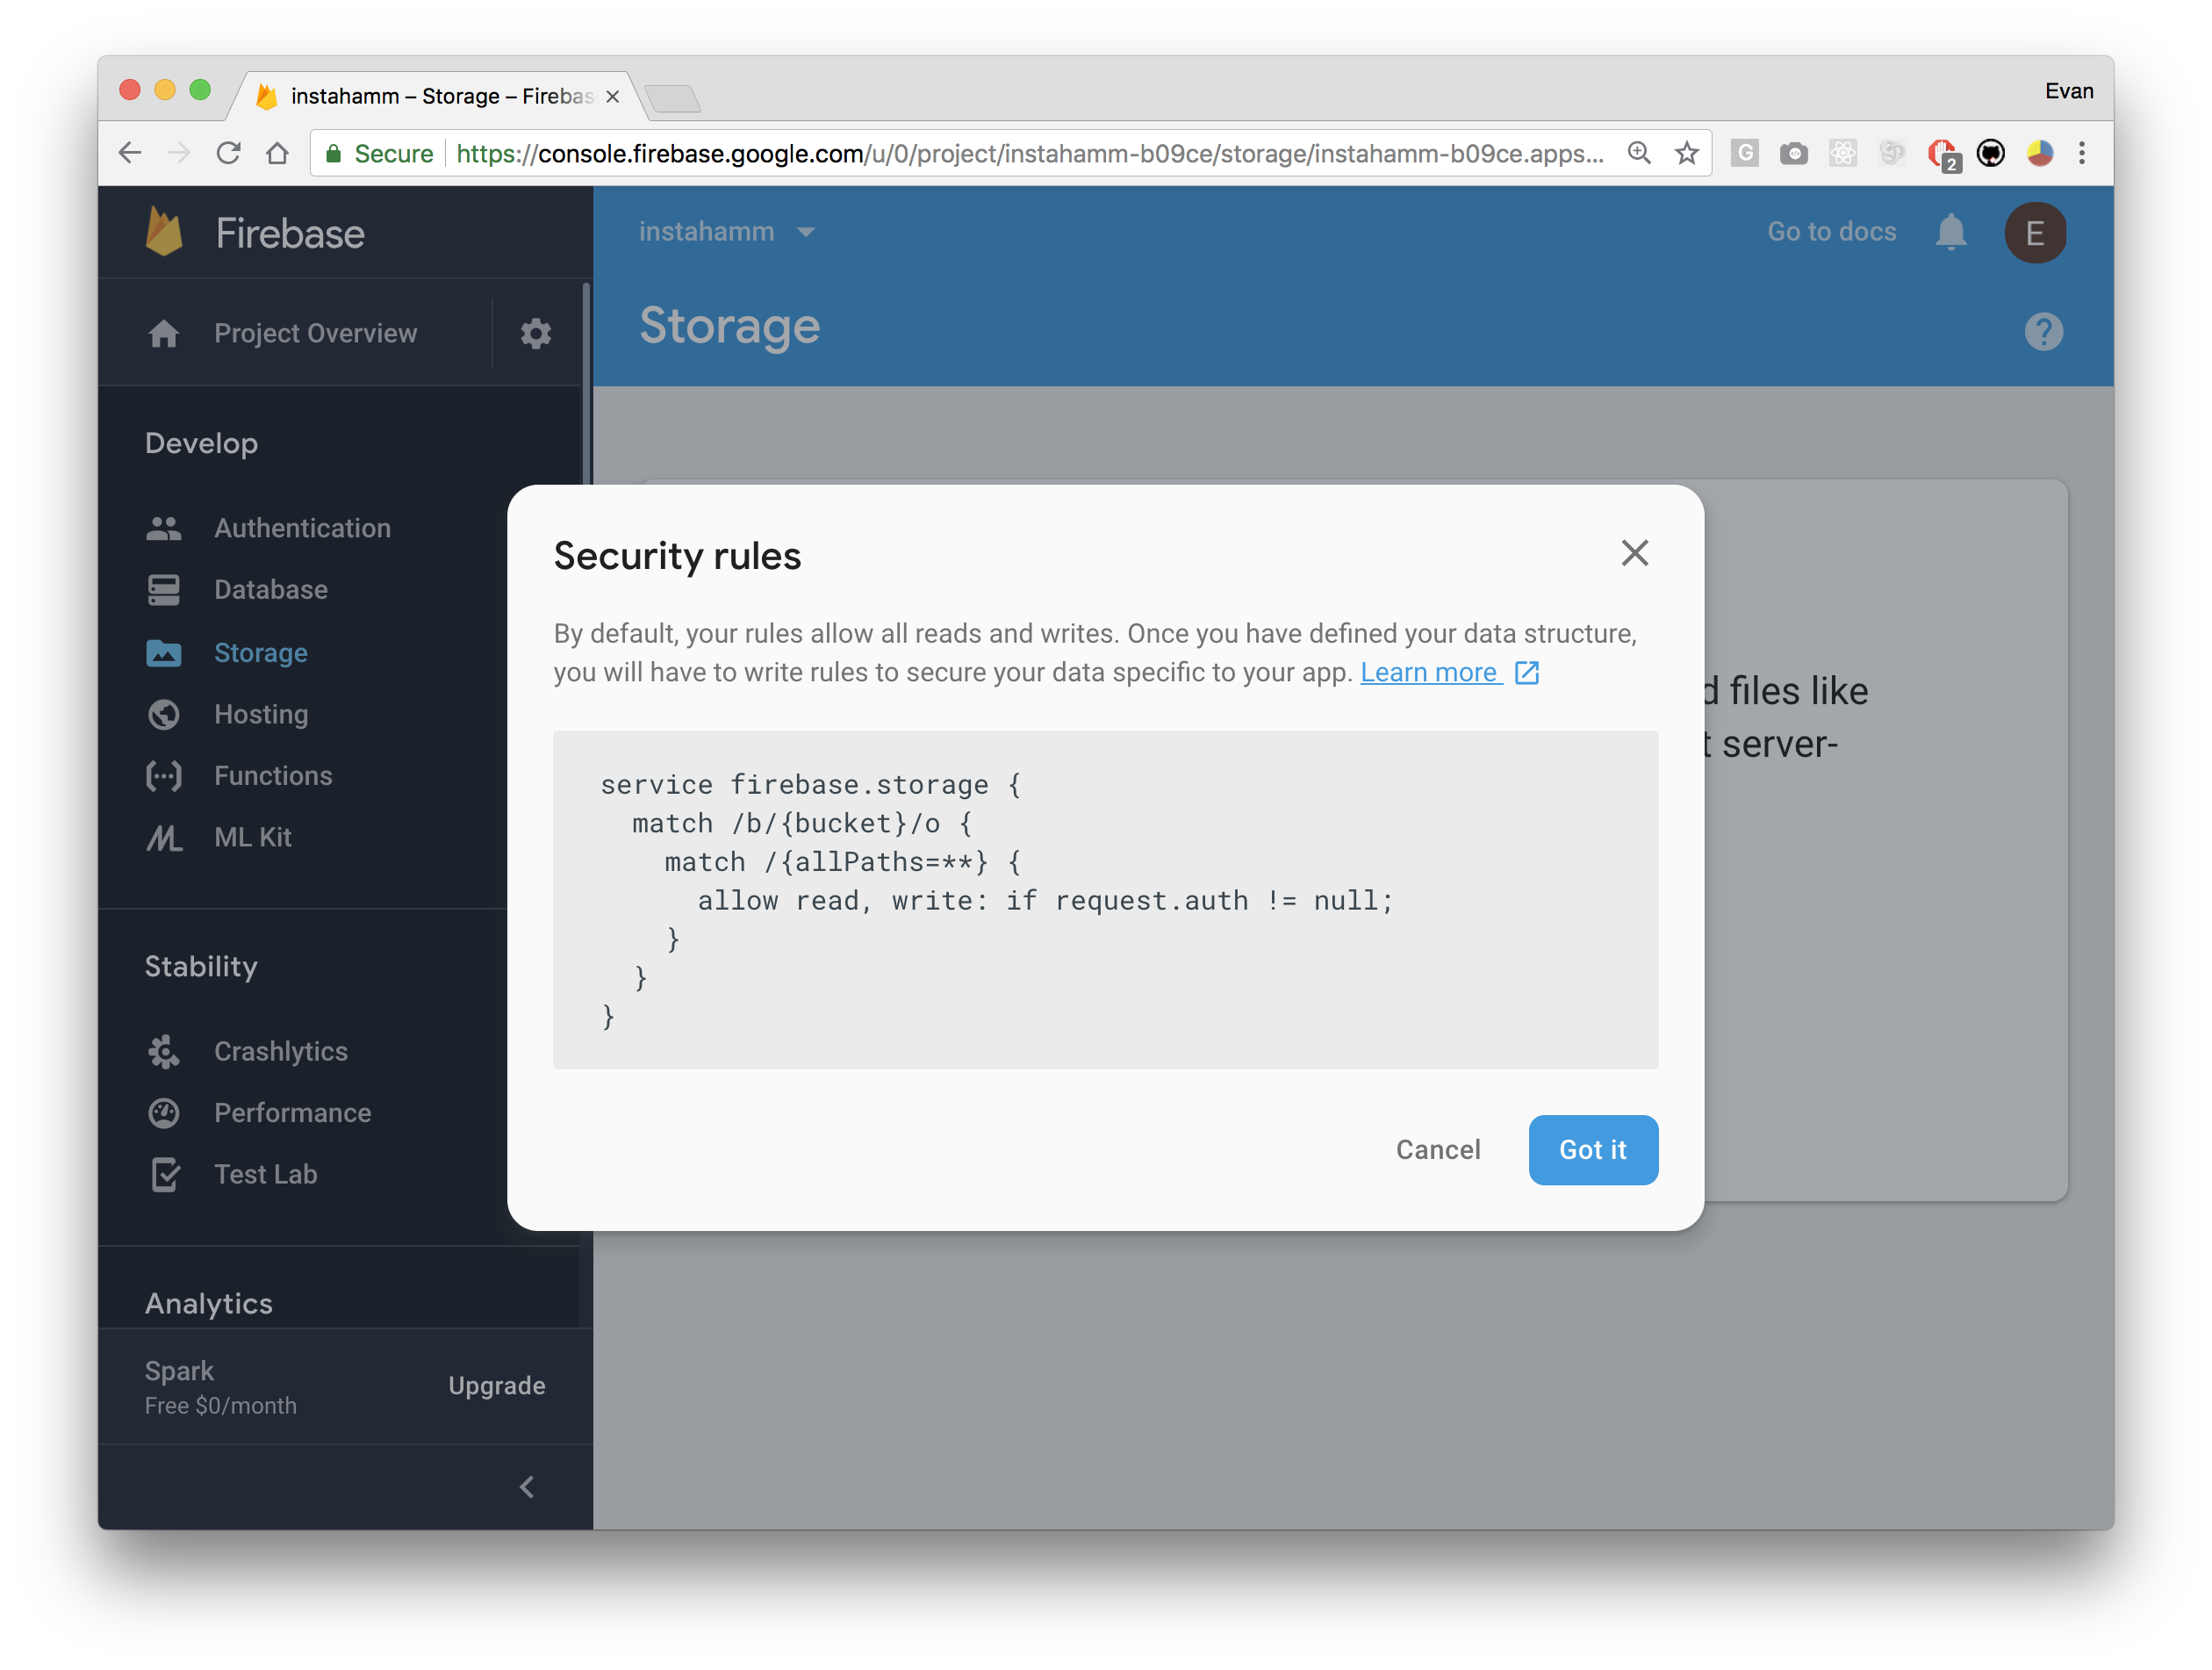 instahamm – Storage – Firebas
Evan
Secure https://console.firebase.google.com/u/0/project/instahamm-b09ce/storage/instahamm-b09ce.apps...
G
2
Firebase
instahamm
Go to docs
E
Project Overview
Storage
?
Develop
Authentication
Database
Storage
Hosting
Functions
ML Kit
Security rules
By default, your rules allow all reads and writes. Once you have defined your data structure,
you will have to write rules to secure your data specific to your app. Learn more
d files like
t server-
service firebase.storage {
  match /b/{bucket}/o {
    match /{allPaths=**} {
      allow read, write: if request.auth != null;
    }
  }
}
Cancel
Got it
Stability
Crashlytics
Performance
Test Lab
Analytics
Spark
Free $0/month
Upgrade